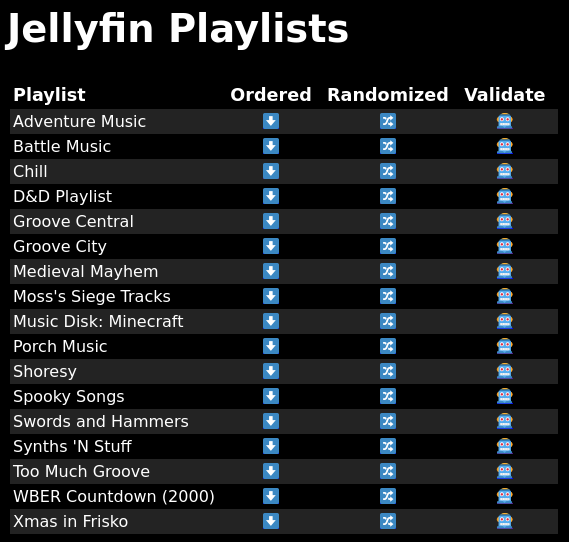 Jellyfin Playlists
Playlist Ordered Randomized Validate
Adventure Music
Battle Music
Chill
D&D Playlist
Groove Central
Groove City
Medieval Mayhem
Moss's Siege Tracks
Music Disk: Minecraft
Porch Music
Shoresy
Spooky Songs
Swords and Hammers
Synths 'N Stuff
Too Much Groove
WBER Countdown (2000)
Xmas in Frisko